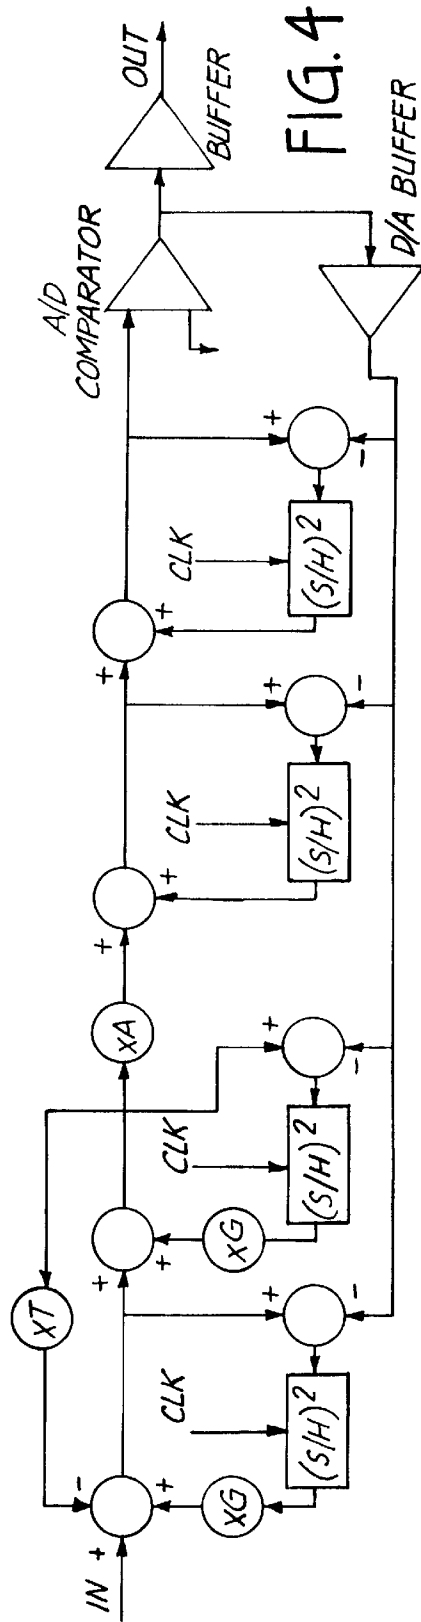 IN
+
-
+
XT
XG
CLK
(S/H)²
+
-
+
+
XG
CLK
(S/H)²
+
-
XA
+
+
CLK
(S/H)²
+
-
+
+
CLK
(S/H)²
+
-
A/D
COMPARATOR
OUT
BUFFER
D/A BUFFER
FIG. 4